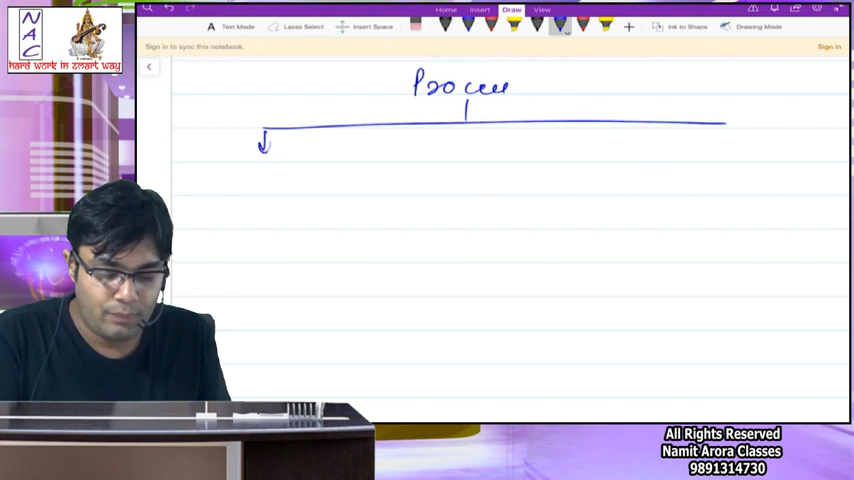 NAC
Hard work in smart way
Home Insert Draw View
Text Mode Lasso Select Insert Space Ink to Shape Drawing Mode
Sign in to sync this notebook. Sign in
Process
All Rights Reserved
Namit Arora Classes
9891314730